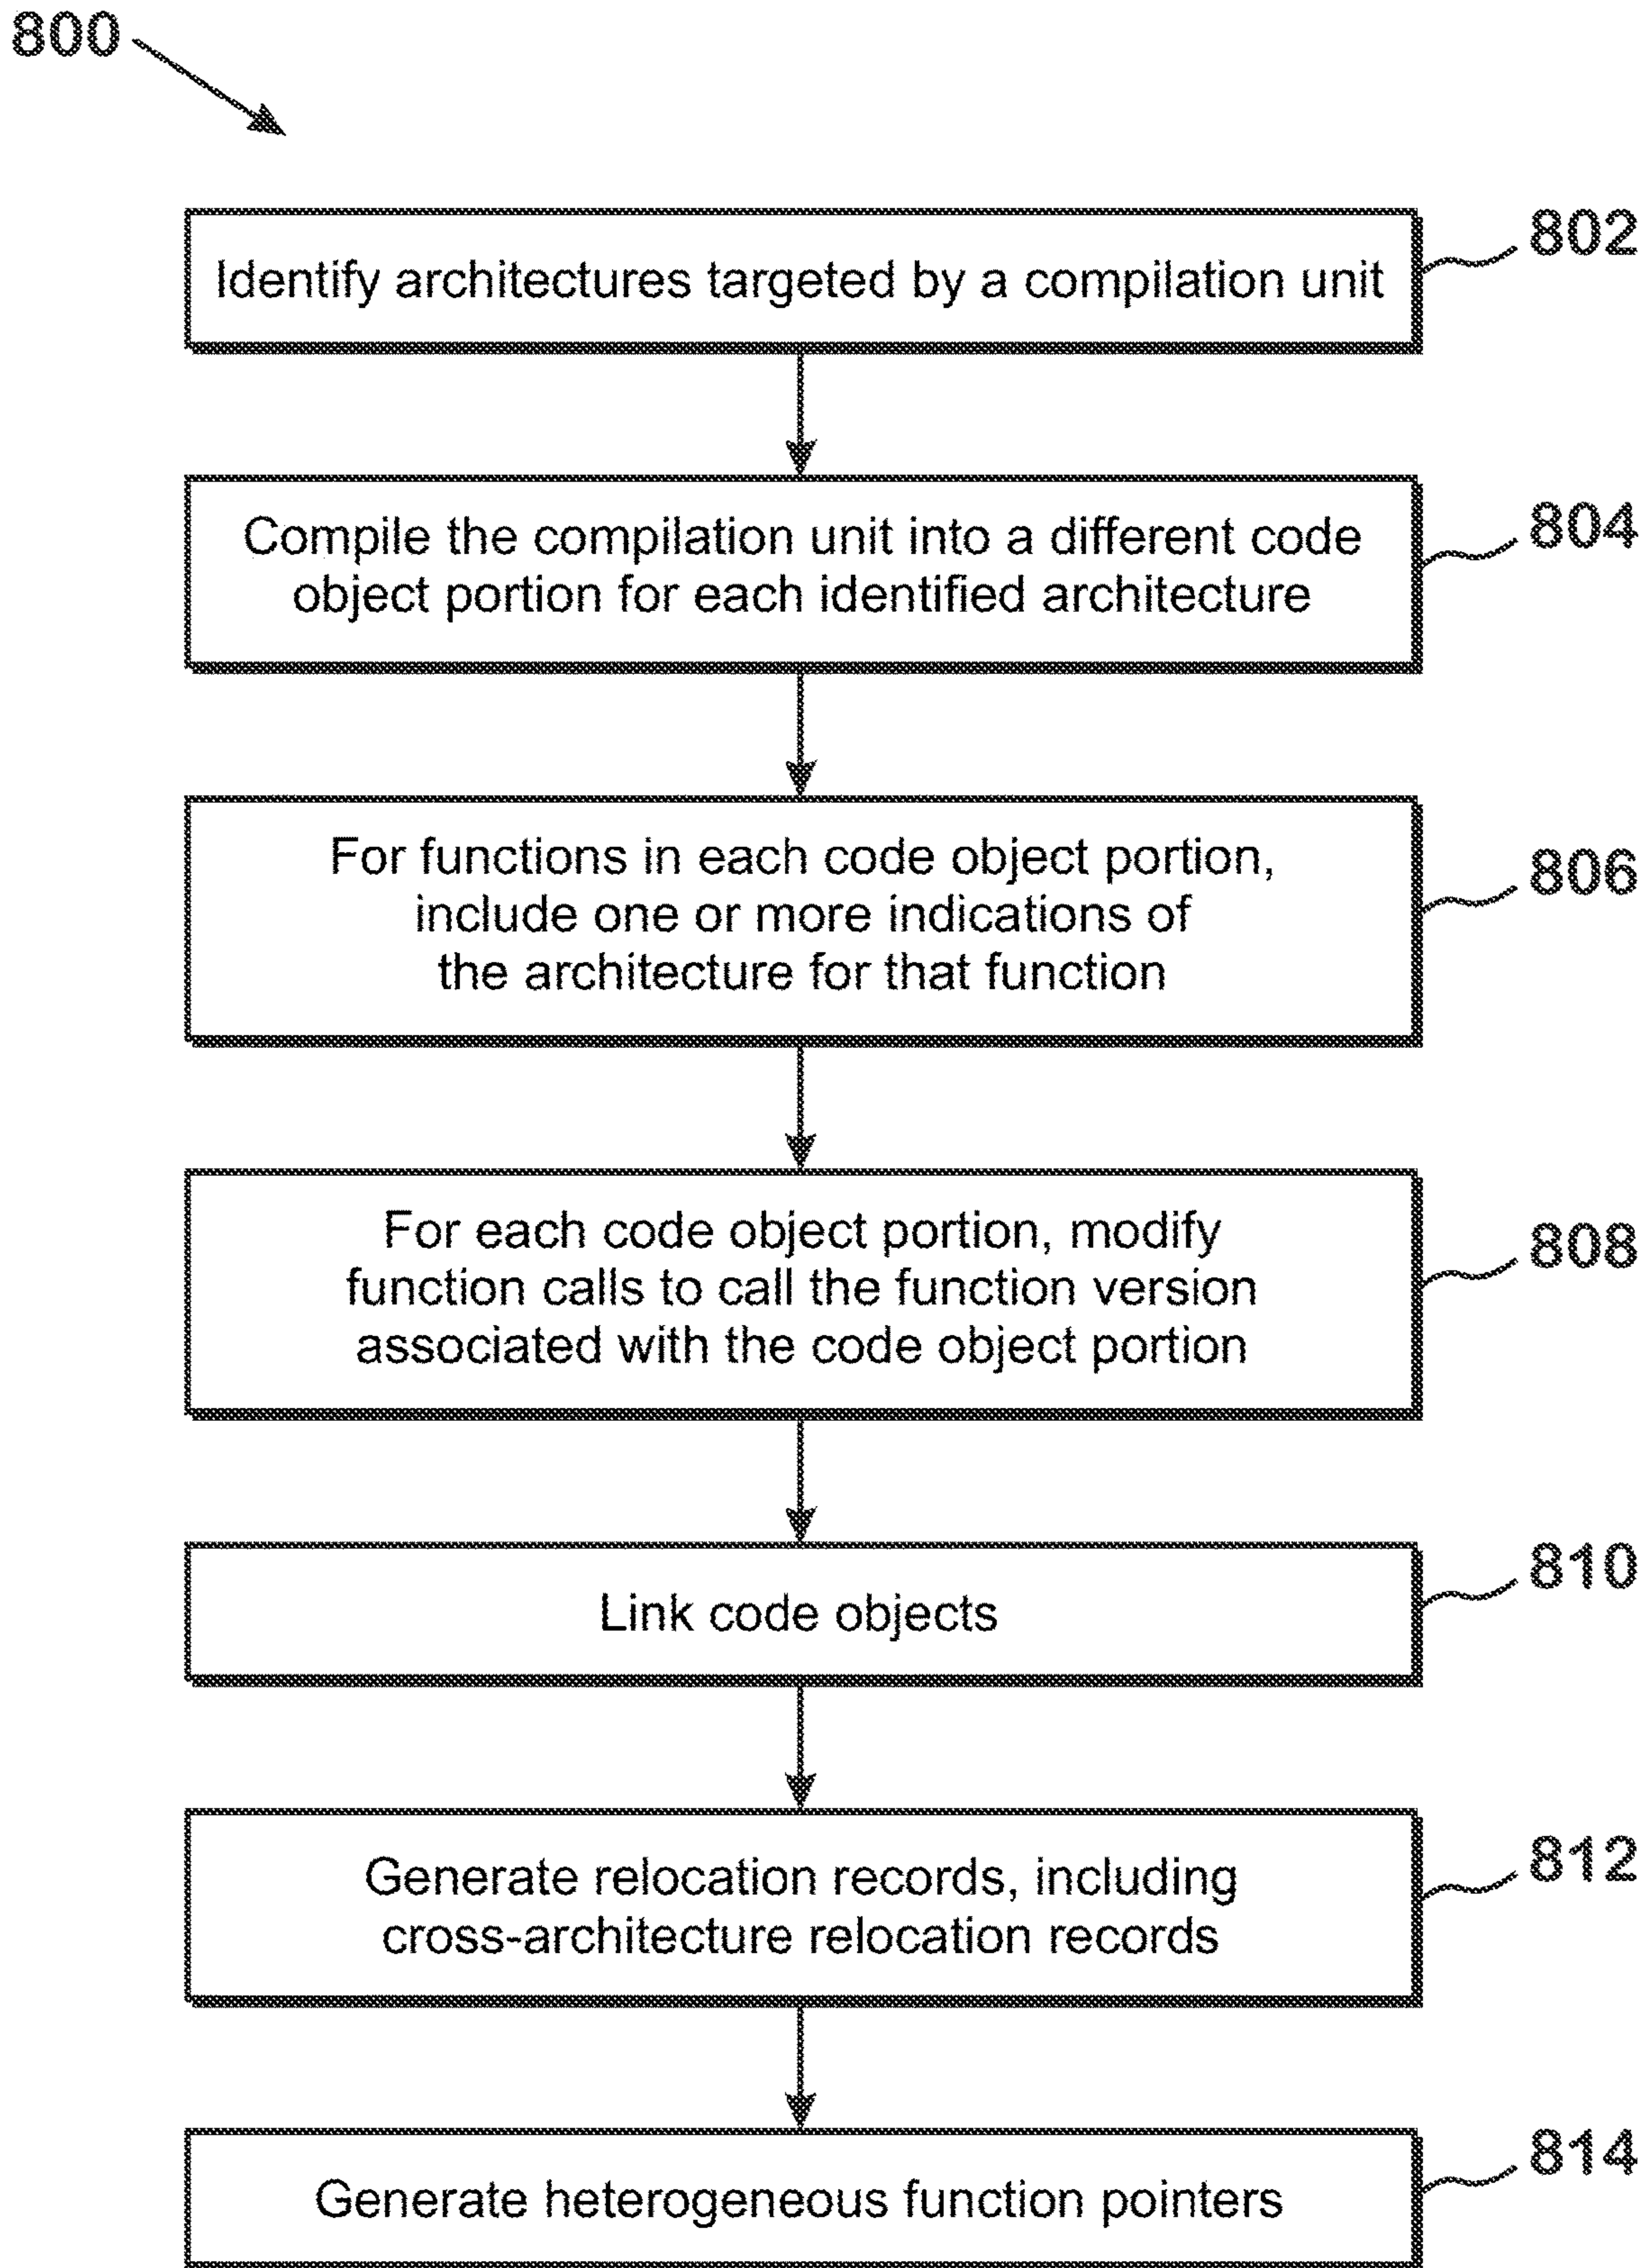 800
802
Identify architectures targeted by a compilation unit
804
Compile the compilation unit into a different code
object portion for each identified architecture
806
For functions in each code object portion,
include one or more indications of
the architecture for that function
808
For each code object portion, modify
function calls to call the function version
associated with the code object portion
810
Link code objects
812
Generate relocation records, including
cross-architecture relocation records
814
Generate heterogeneous function pointers